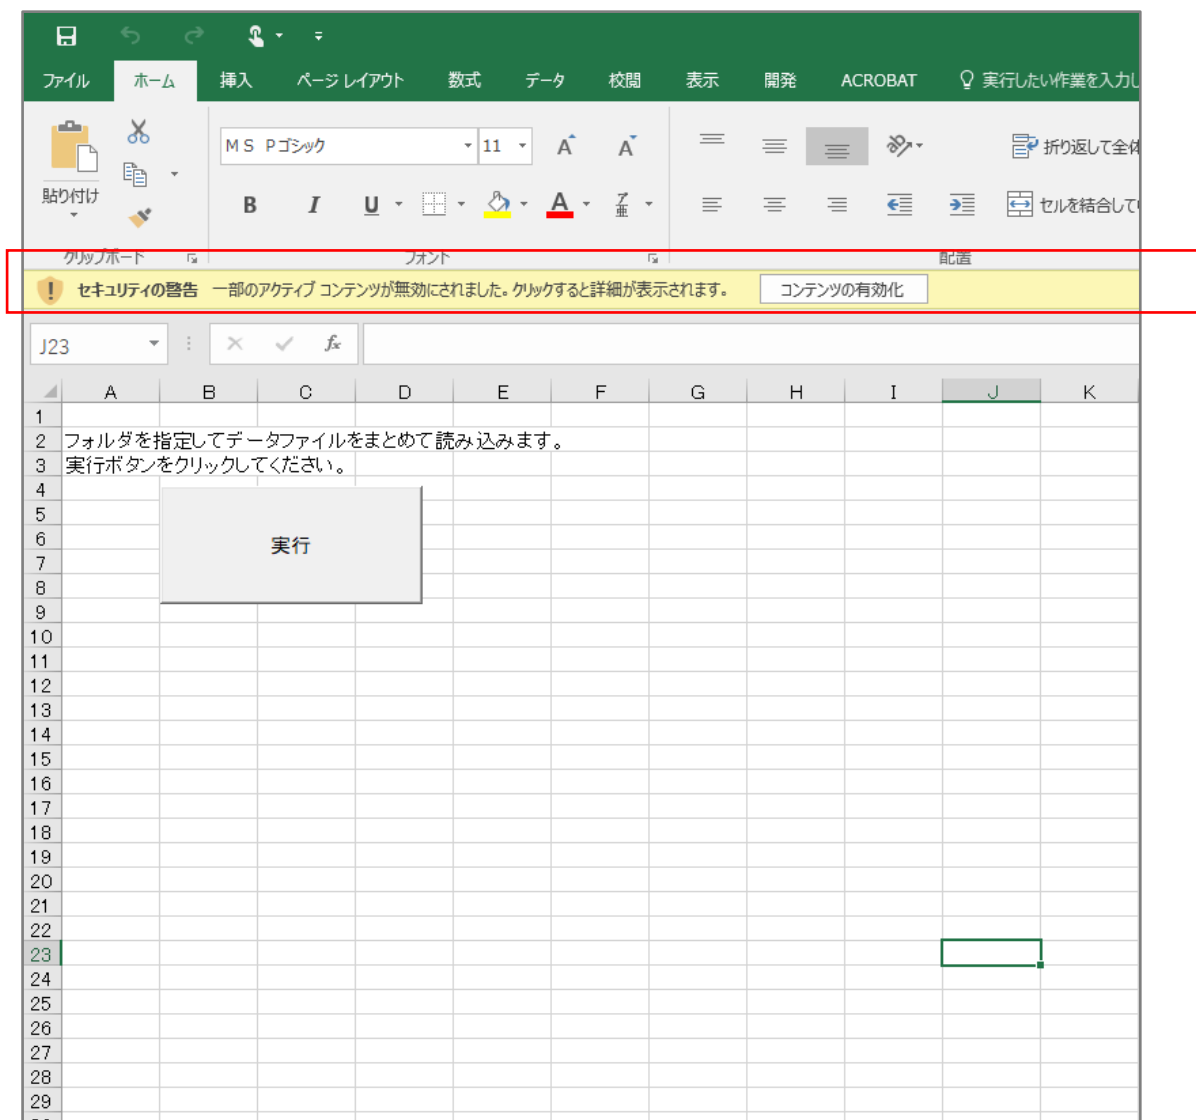 ファイル ホーム 挿入 ページ レイアウト 数式 データ 校閲 表示 開発 ACROBAT 実行したい作業を入力し
貼り付け
ＭＳ Ｐゴシック 11 A A 折り返して全体
B I U A ア亜 セルを結合して
クリップボード フォント 配置
セキュリティの警告 一部のアクティブ コンテンツが無効にされました。クリックすると詳細が表示されます。 コンテンツの有効化
J23 fx
A B C D E F G H I J K
1
2 フォルダを指定してデータファイルをまとめて読み込みます。
3 実行ボタンをクリックしてください。
4
5
6 実行
7
8
9
10
11
12
13
14
15
16
17
18
19
20
21
22
23
24
25
26
27
28
29